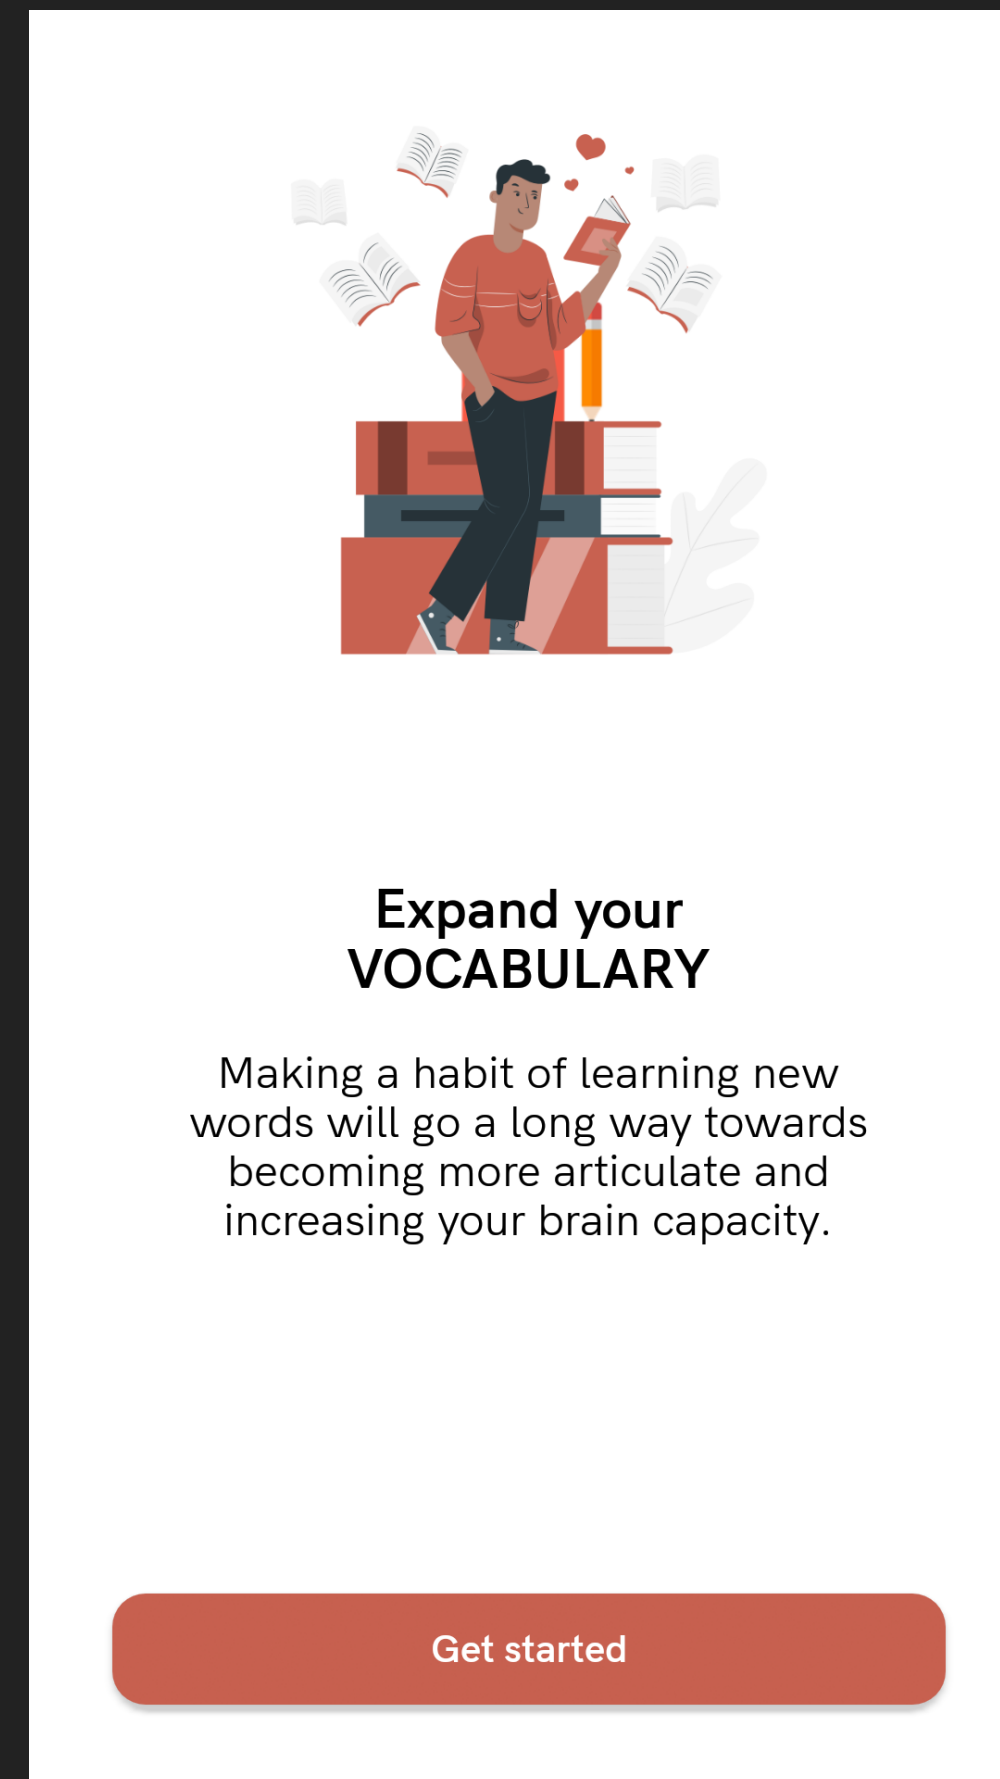 Expand your
VOCABULARY
Making a habit of learning new
words will go a long way towards
becoming more articulate and
increasing your brain capacity.
Get started